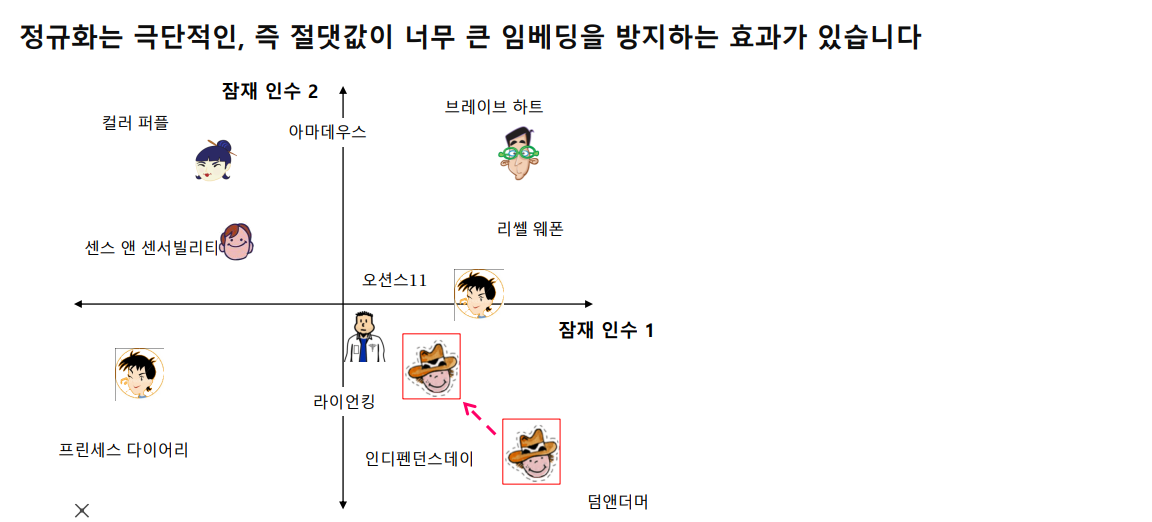 정규화는 극단적인, 즉 절댓값이 너무 큰 임베딩을 방지하는 효과가 있습니다
잠재 인수 2
브레이브 하트
컬러 퍼플
아마데우스
리쎌 웨폰
센스 앤 센서빌리티
오션스11
잠재 인수 1
라이언킹
프린세스 다이어리
인디펜던스데이
덤앤더머